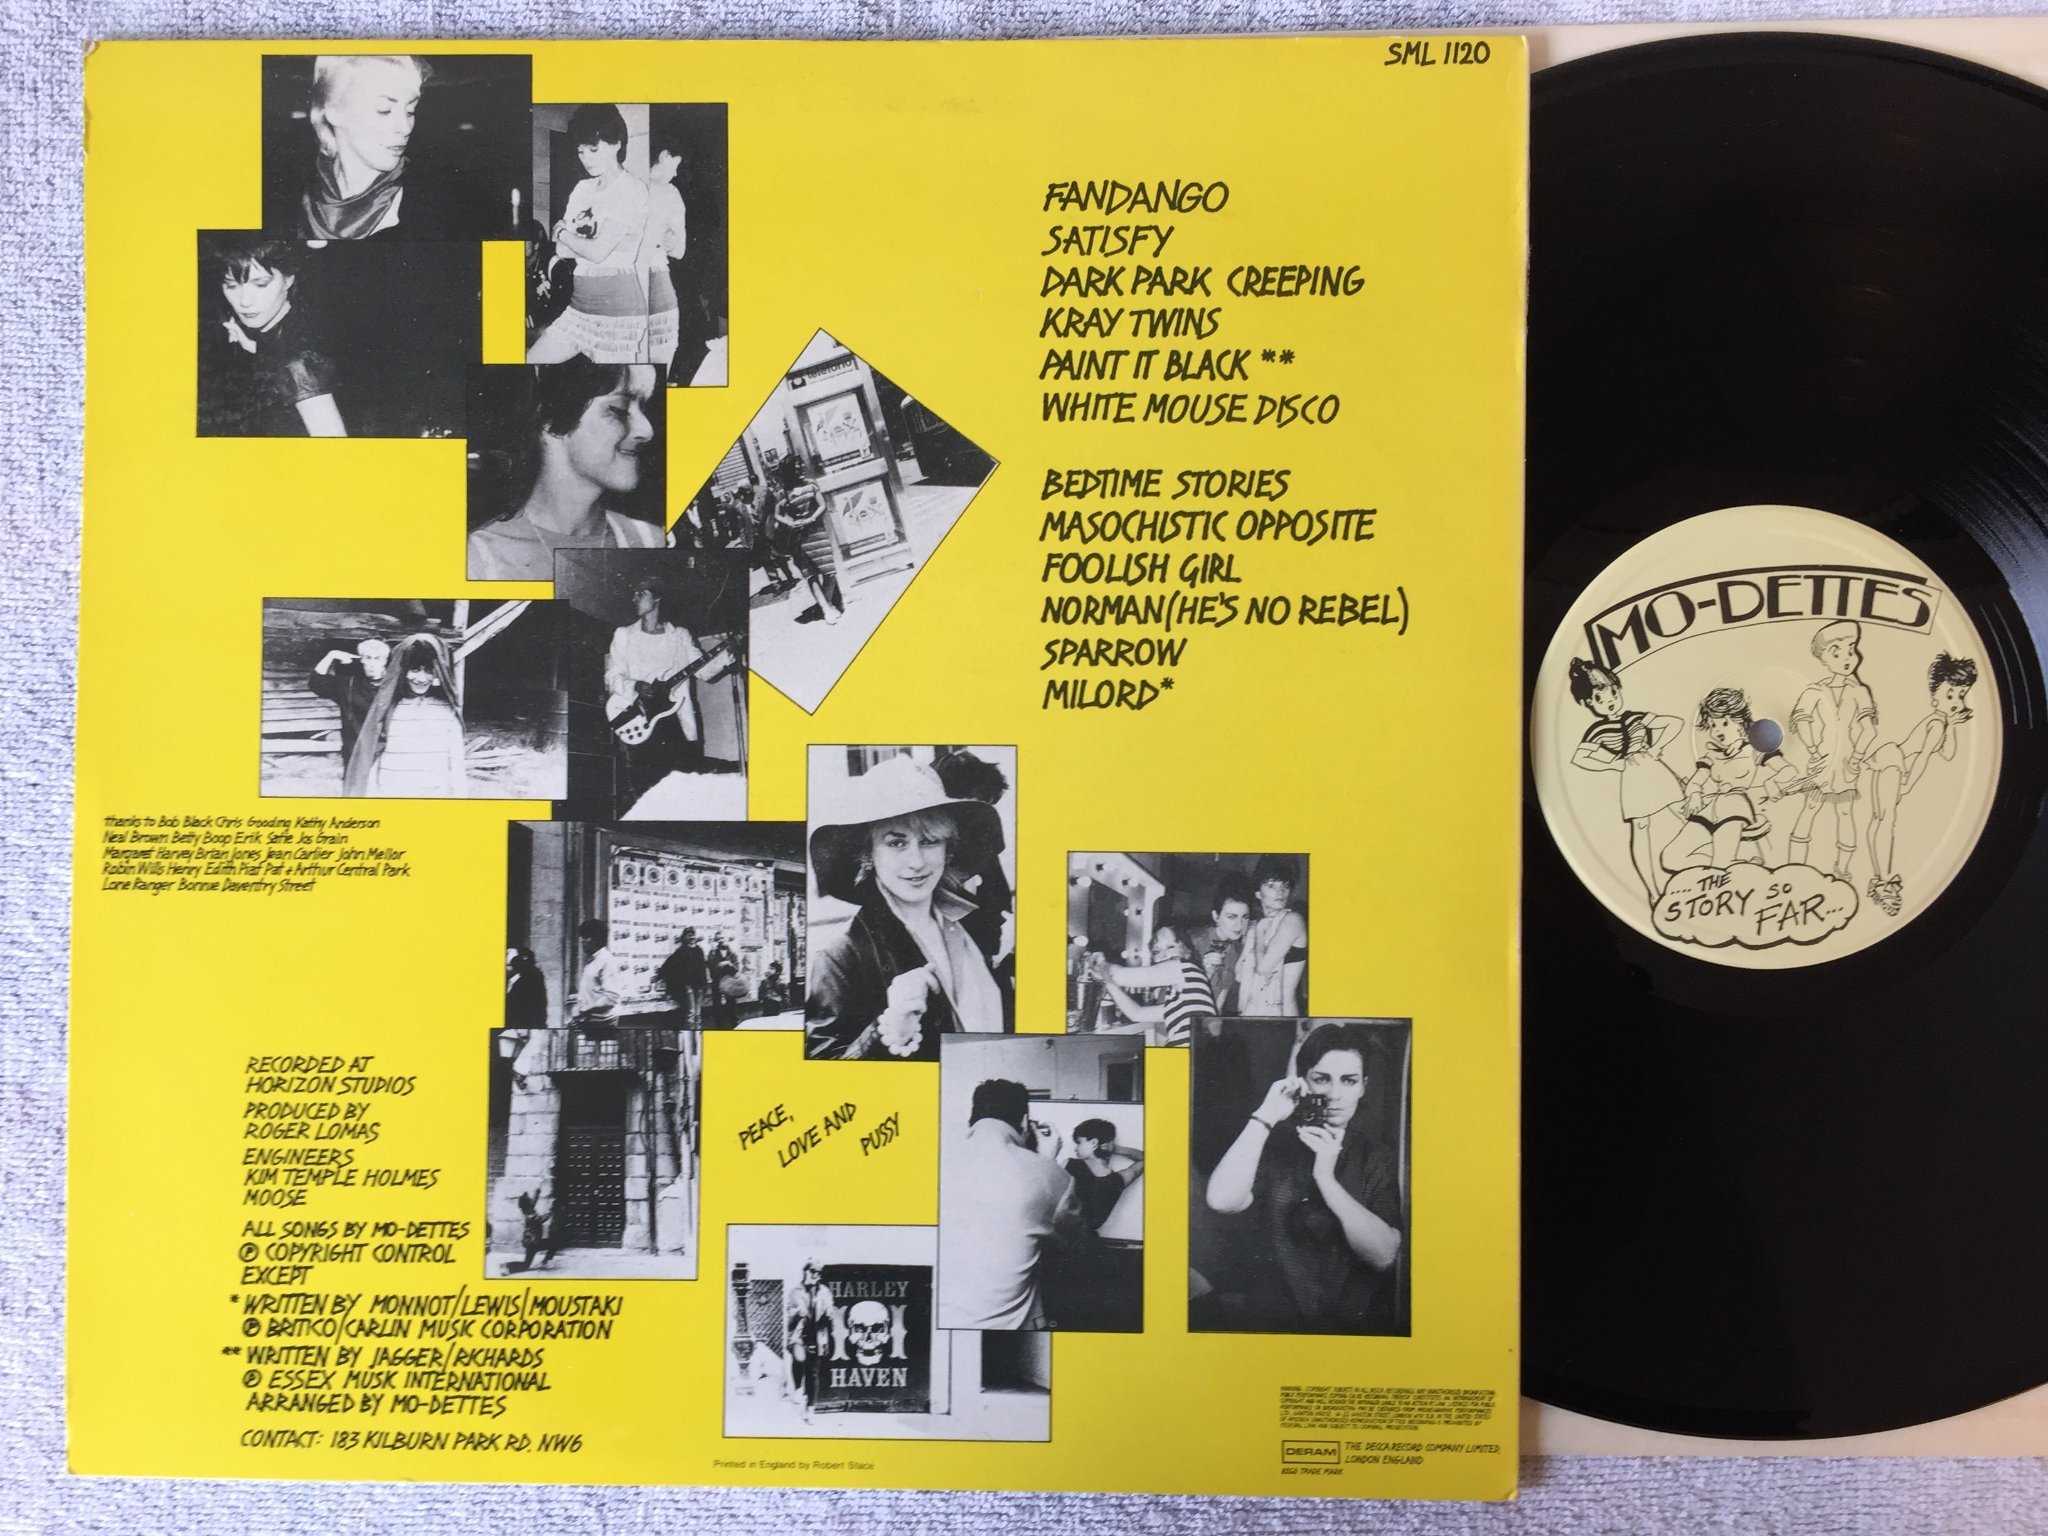 SML 1120
FANDANGO
SATISFY
DARK PARK CREEPING
KRAY TWINS
PAINT IT BLACK **
WHITE MOUSE DISCO
BEDTIME STORIES
MASOCHISTIC OPPOSITE
FOOLISH GIRL
NORMAN (HE'S NO REBEL)
SPARROW
MILORD*
telefono
thanks to Bob Black Chris Gooding Kathy Anderson
Neal Brown Betty Boop Erik Satie Jos Grain
Margaret Harvey Brian Jones Jean Carlier John Mellor
Robin Wills Henry Edith Piaf Pat + Arthur Central Park
Lone Ranger Bonnie Daventry Street
RECORDED AT
HORIZON STUDIOS
PRODUCED BY
ROGER LOMAS
ENGINEERS
KIM TEMPLE HOLMES
MOOSE
ALL SONGS BY MO-DETTES
Ⓟ COPYRIGHT CONTROL
EXCEPT
* WRITTEN BY MONNOT/LEWIS/MOUSTAKI
Ⓟ BRITICO/CARLIN MUSIC CORPORATION
** WRITTEN BY JAGGER/RICHARDS
Ⓟ ESSEX MUSIC INTERNATIONAL
ARRANGED BY MO-DETTES
CONTACT: 183 KILBURN PARK RD. NW6
PEACE,
LOVE AND
PUSSY
HARLEY
HAVEN
Printed in England by Robert Stace
DERAM
THE DECCA RECORD COMPANY LIMITED,
LONDON ENGLAND
REGD TRADE MARK
MO-DETTES
.... THE
STORY SO
FAR...